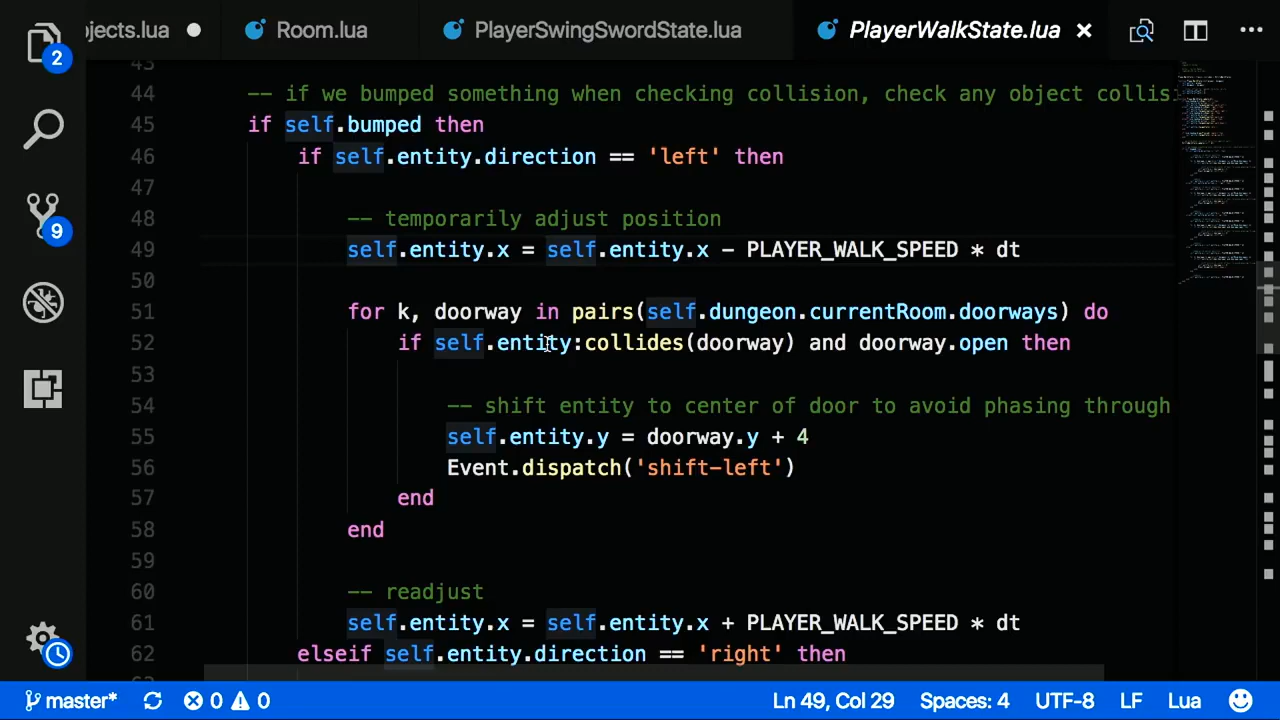 bjects.lua Room.lua PlayerSwingSwordState.lua PlayerWalkState.lua
2
43
44 -- if we bumped something when checking collision, check any object collis
45 if self.bumped then
46 if self.entity.direction == 'left' then
47
48 -- temporarily adjust position
49 self.entity.x = self.entity.x - PLAYER_WALK_SPEED * dt
50
51 for k, doorway in pairs(self.dungeon.currentRoom.doorways) do
52 if self.entity:collides(doorway) and doorway.open then
53
54 -- shift entity to center of door to avoid phasing through
55 self.entity.y = doorway.y + 4
56 Event.dispatch('shift-left')
57 end
58 end
59
60 -- readjust
61 self.entity.x = self.entity.x + PLAYER_WALK_SPEED * dt
62 elseif self.entity.direction == 'right' then
9
master* 0 0 Ln 49, Col 29 Spaces: 4 UTF-8 LF Lua